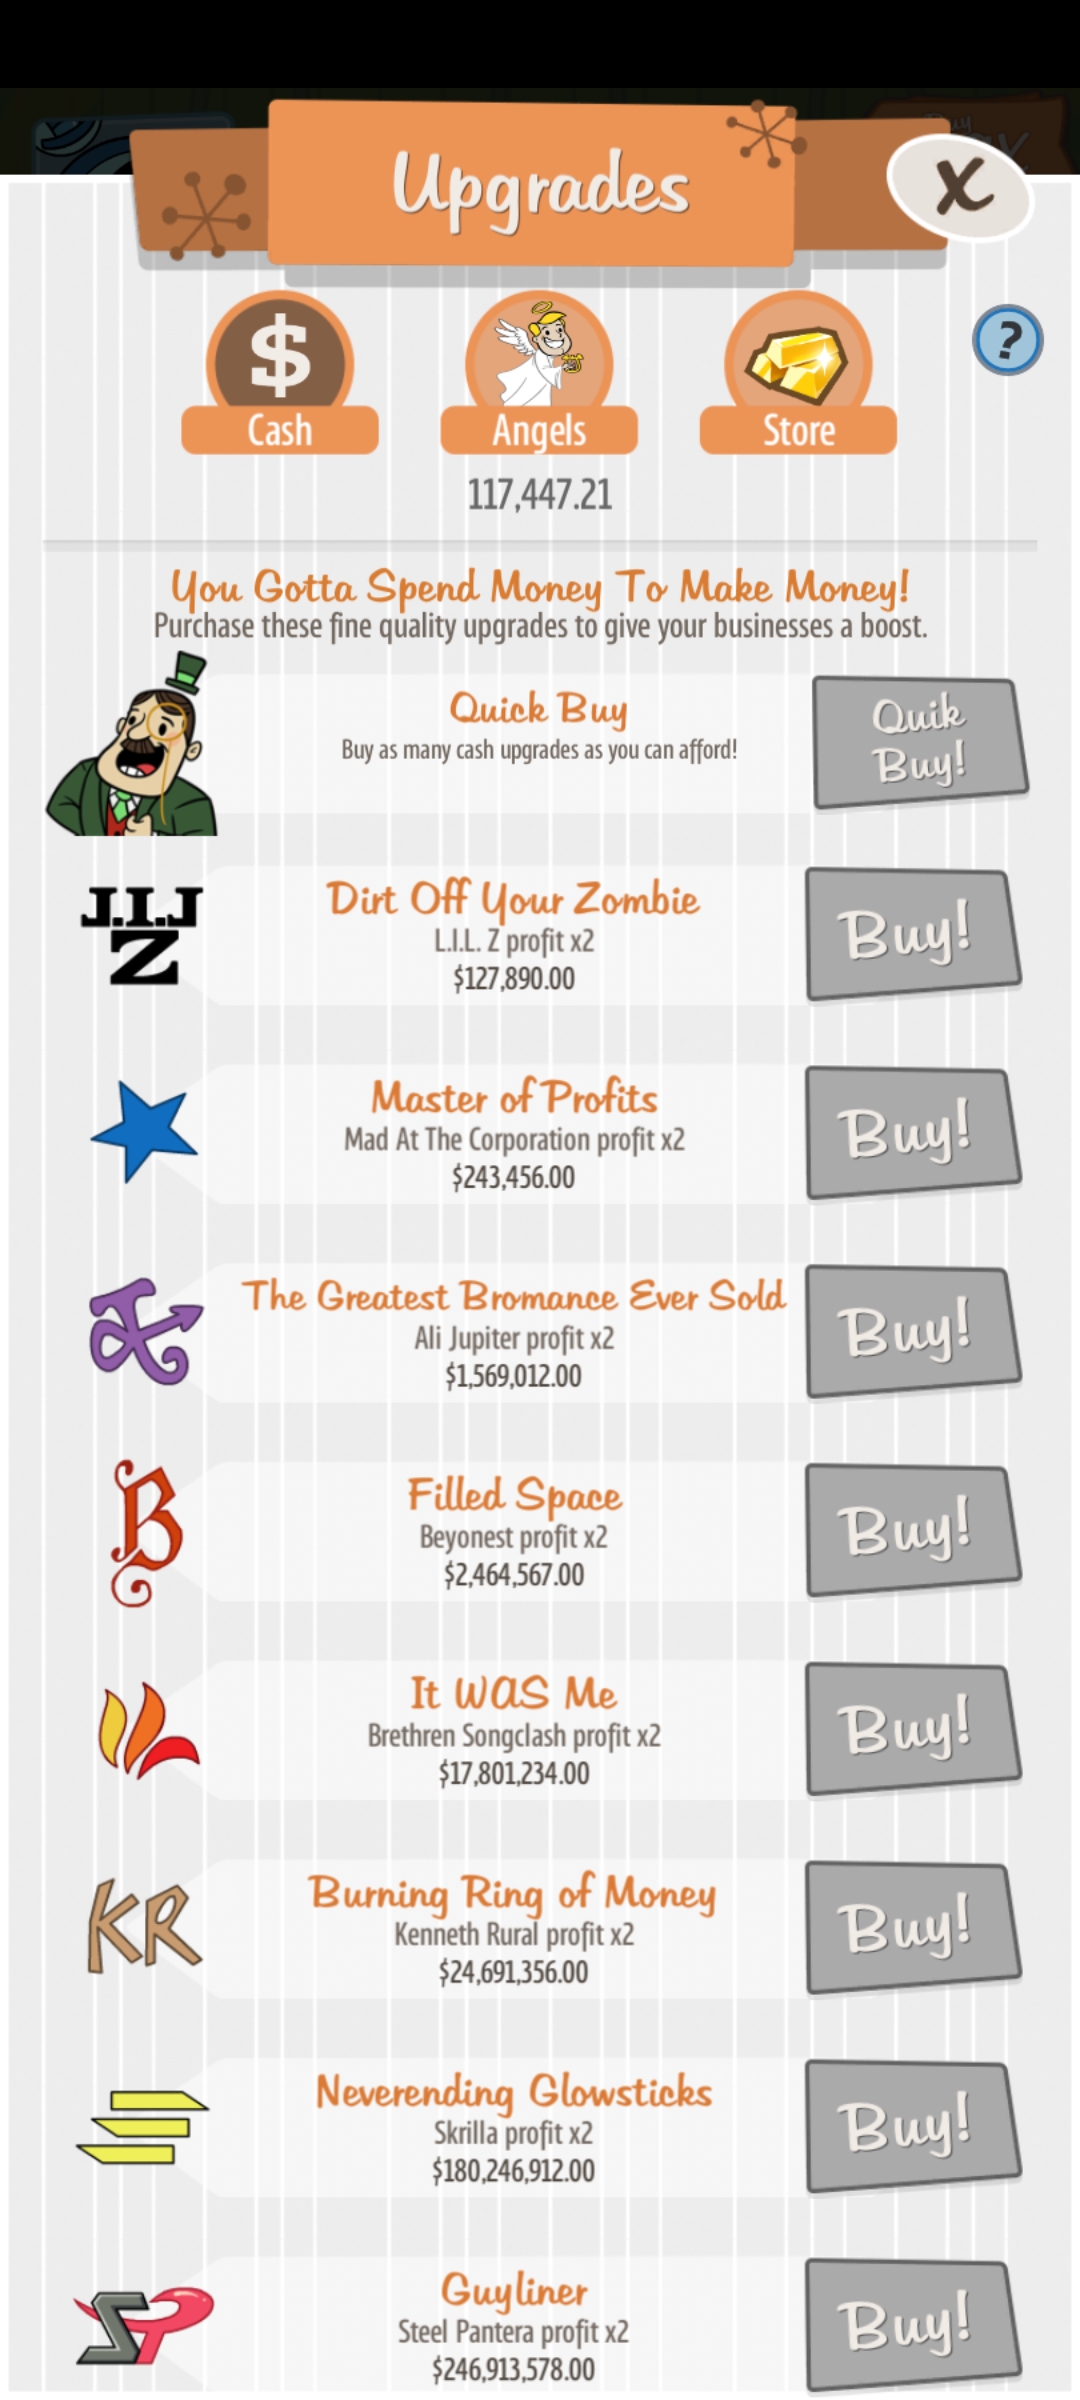 Upgrades
X
$
?
Cash
Angels
Store
117,447.21
You Gotta Spend Money To Make Money!
Purchase these fine quality upgrades to give your businesses a boost.
Quick Buy
Buy as many cash upgrades as you can afford!
Quik
Buy!
Dirt Off Your Zombie
L.I.L. Z profit x2
$127,890.00
Buy!
Master of Profits
Mad At The Corporation profit x2
$243,456.00
Buy!
The Greatest Bromance Ever Sold
Ali Jupiter profit x2
$1,569,012.00
Buy!
B
Filled Space
Beyonest profit x2
$2,464,567.00
Buy!
It WAS Me
Brethren Songclash profit x2
$17,801,234.00
Buy!
KR
Burning Ring of Money
Kenneth Rural profit x2
$24,691,356.00
Buy!
Neverending Glowsticks
Skrilla profit x2
$180,246,912.00
Buy!
SP
Guyliner
Steel Pantera profit x2
$246,913,578.00
Buy!